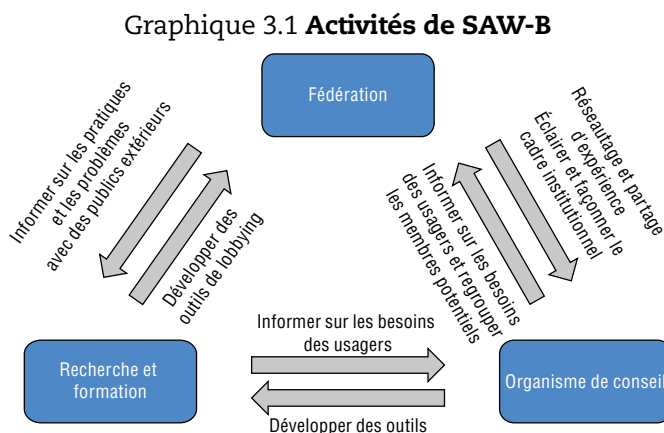 Graphique 3.1 Activités de SAW-B
Fédération
Informer sur les pratiques
et les problèmes
avec des publics extérieurs
Développer des
outils de lobbying
Réseautage et partage
d'expérience
Éclairer et façonner le
cadre institutionnel
Informer sur les besoins
des usagers et regrouper
les membres potentiels
Recherche et
formation
Informer sur les besoins
des usagers
Développer des outils
Organisme de conseil